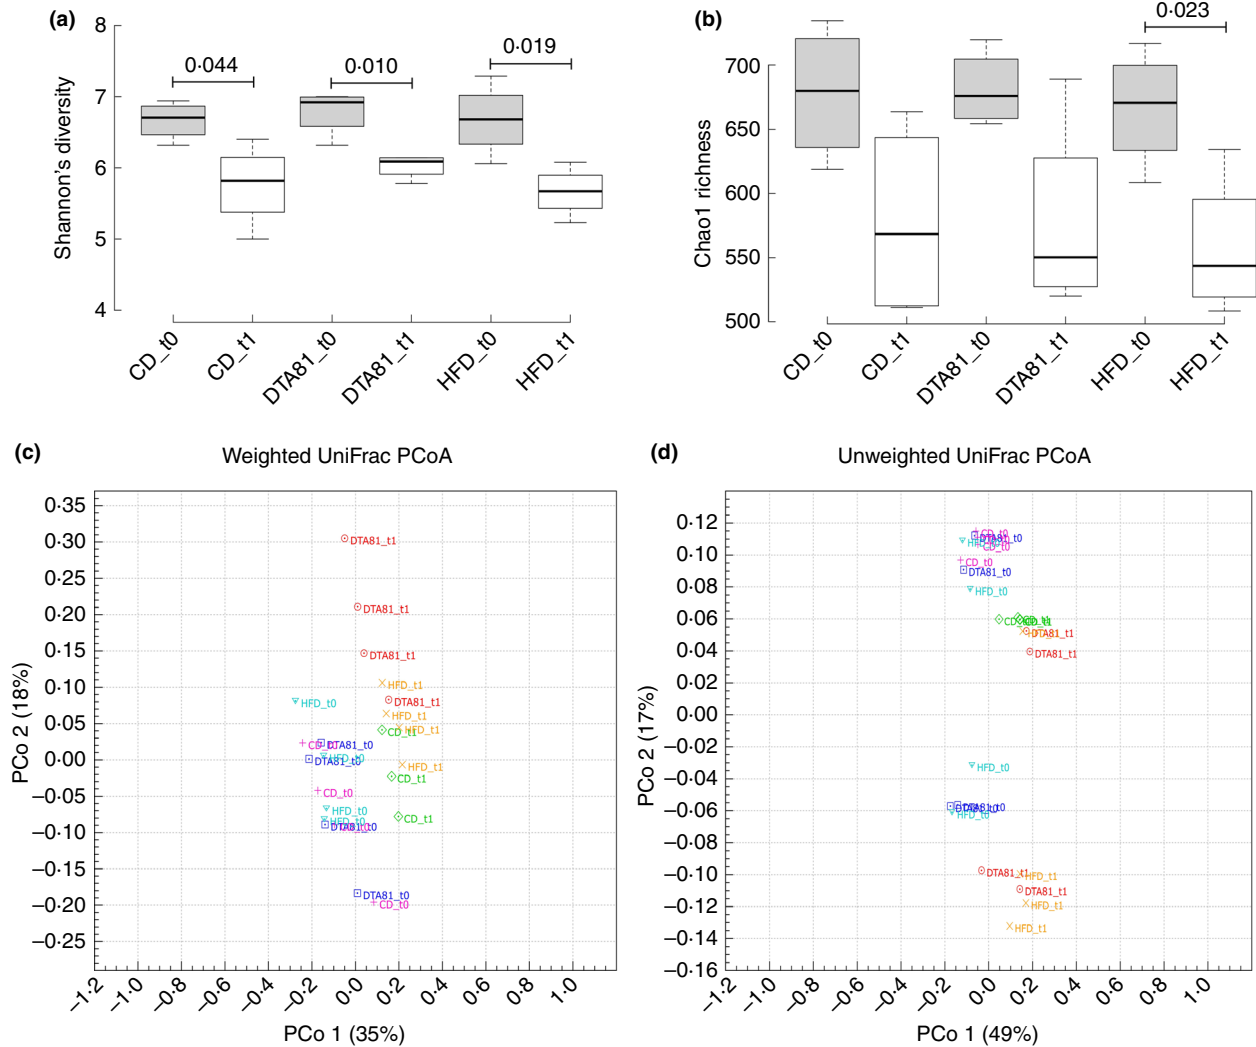 (a)
8
7
6
5
4
Shannon's diversity
0·044
0·010
0·019
CD_t0
CD_t1
DTA81_t0
DTA81_t1
HFD_t0
HFD_t1
(b)
700
650
600
550
500
Chao1 richness
0·023
CD_t0
CD_t1
DTA81_t0
DTA81_t1
HFD_t0
HFD_t1
(c)
Weighted UniFrac PCoA
0·35
0·30
0·25
0·20
0·15
0·10
0·05
0·00
−0·05
−0·10
−0·15
−0·20
−0·25
PCo 2 (18%)
DTA81_t1
DTA81_t1
DTA81_t1
HFD_t1
DTA81_t1
HFD_t0
HFD_t1
HFD_t1
CD_t1
DTA81_t0
HFD_t0
DTA81_t0
HFD_t1
CD_t1
CD_t0
HFD_t0
CD_t1
DTA81_t0
DTA81_t0
CD_t0
−1·2
−1·0
−0·8
−0·6
−0·4
−0·2
0·0
0·2
0·4
0·6
0·8
1·0
PCo 1 (35%)
(d)
Unweighted UniFrac PCoA
0·12
0·10
0·08
0·06
0·04
0·02
0·00
−0·02
−0·04
−0·06
−0·08
−0·10
−0·12
−0·14
−0·16
PCo 2 (17%)
CD_t0
DTA81_t0
CD_t0
CD_t0
DTA81_t0
HFD_t0
DTA81_t1
DTA81_t1
HFD_t0
DTA81_t0
HFD_t0
DTA81_t1
HFD_t1
DTA81_t1
HFD_t1
HFD_t1
−1·2
−1·0
−0·8
−0·6
−0·4
−0·2
0·0
0·2
0·4
0·6
0·8
1·0
PCo 1 (49%)